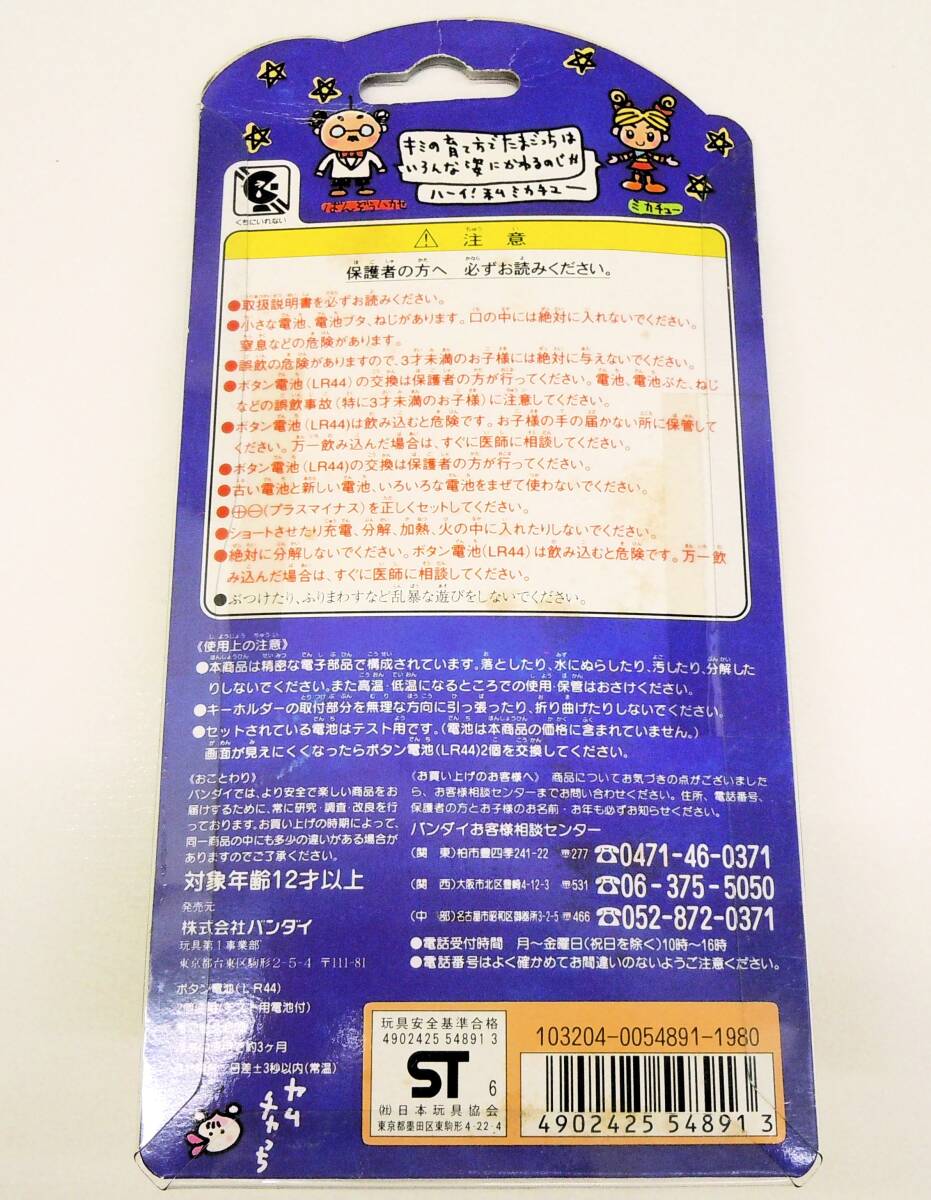 キミの育て方でたまごっちは
いろんな姿にかわるのじゃ
ハーイ!私ミカチュー
ばんぞうハカセ
ミカチュー
くちにいれない
⚠ 注意
保護者の方へ 必ずお読みください。
●取扱説明書を必ずお読みください。
●小さな電池、電池ブタ、ねじがあります。口の中には絶対に入れないでください。
窒息などの危険があります。
●誤飲の危険がありますので、3才未満のお子様には絶対に与えないでください。
●ボタン電池(LR44)の交換は保護者の方が行ってください。電池、電池ぶた、ねじ
などの誤飲事故(特に3才未満のお子様)に注意してください。
●ボタン電池(LR44)は飲み込むと危険です。お子様の手の届かない所に保管して
ください。万一飲み込んだ場合は、すぐに医師に相談してください。
●ボタン電池(LR44)の交換は保護者の方が行ってください。
●古い電池と新しい電池、いろいろな電池をまぜて使わないでください。
●⊕⊖(プラスマイナス)を正しくセットしてください。
●ショートさせたり充電、分解、加熱、火の中に入れたりしないでください。
●絶対に分解しないでください。ボタン電池(LR44)は飲み込むと危険です。万一飲
み込んだ場合は、すぐに医師に相談してください。
●ぶつけたり、ふりまわすなど乱暴な遊びをしないでください。
《使用上の注意》
●本商品は精密な電子部品で構成されています。落としたり、水にぬらしたり、汚したり、分解した
りしないでください。また高温・低温になるところでの使用・保管はおさけください。
●キーホルダーの取付部分を無理な方向に引っ張ったり、折り曲げたりしないでください。
●セットされている電池はテスト用です。(電池は本商品の価格に含まれていません。)
画面が見えにくくなったらボタン電池(LR44)2個を交換してください。
《おことわり》
バンダイでは、より安全で楽しい商品をお
届けするために、常に研究・調査・改良を行
っております。お買い上げの時期によって、
同一商品の中にも多少の違いがある場合が
ありますのでご了承ください。
対象年齢12才以上
発売元
株式会社バンダイ
玩具第1事業部
東京都台東区駒形2-5-4 〒111-81
ボタン電池(LR44)
用電池付)
約3ヶ月
日差±3秒以内(常温)
《お買い上げのお客様へ》 商品についてお気づきの点がございました
ら、お客様相談センターまでお問い合わせください。住所、電話番号、
保護者の方とお子様のお名前・お年も必ずお知らせください。
バンダイお客様相談センター
(関 東)柏市豊四季241-22 〒277 ☎0471-46-0371
(関 西)大阪市北区豊崎4-12-3 〒531 ☎06-375-5050
(中 部)名古屋市昭和区御器所3-2-5 〒466 ☎052-872-0371
●電話受付時間 月〜金曜日(祝日を除く)10時〜16時
●電話番号はよく確かめてお間違いのないようご注意ください。
玩具安全基準合格
4902425 54891 3
ST 6
(社)日本玩具協会
東京都墨田区東駒形4-22-4
103204-0054891-1980
4902425 548913